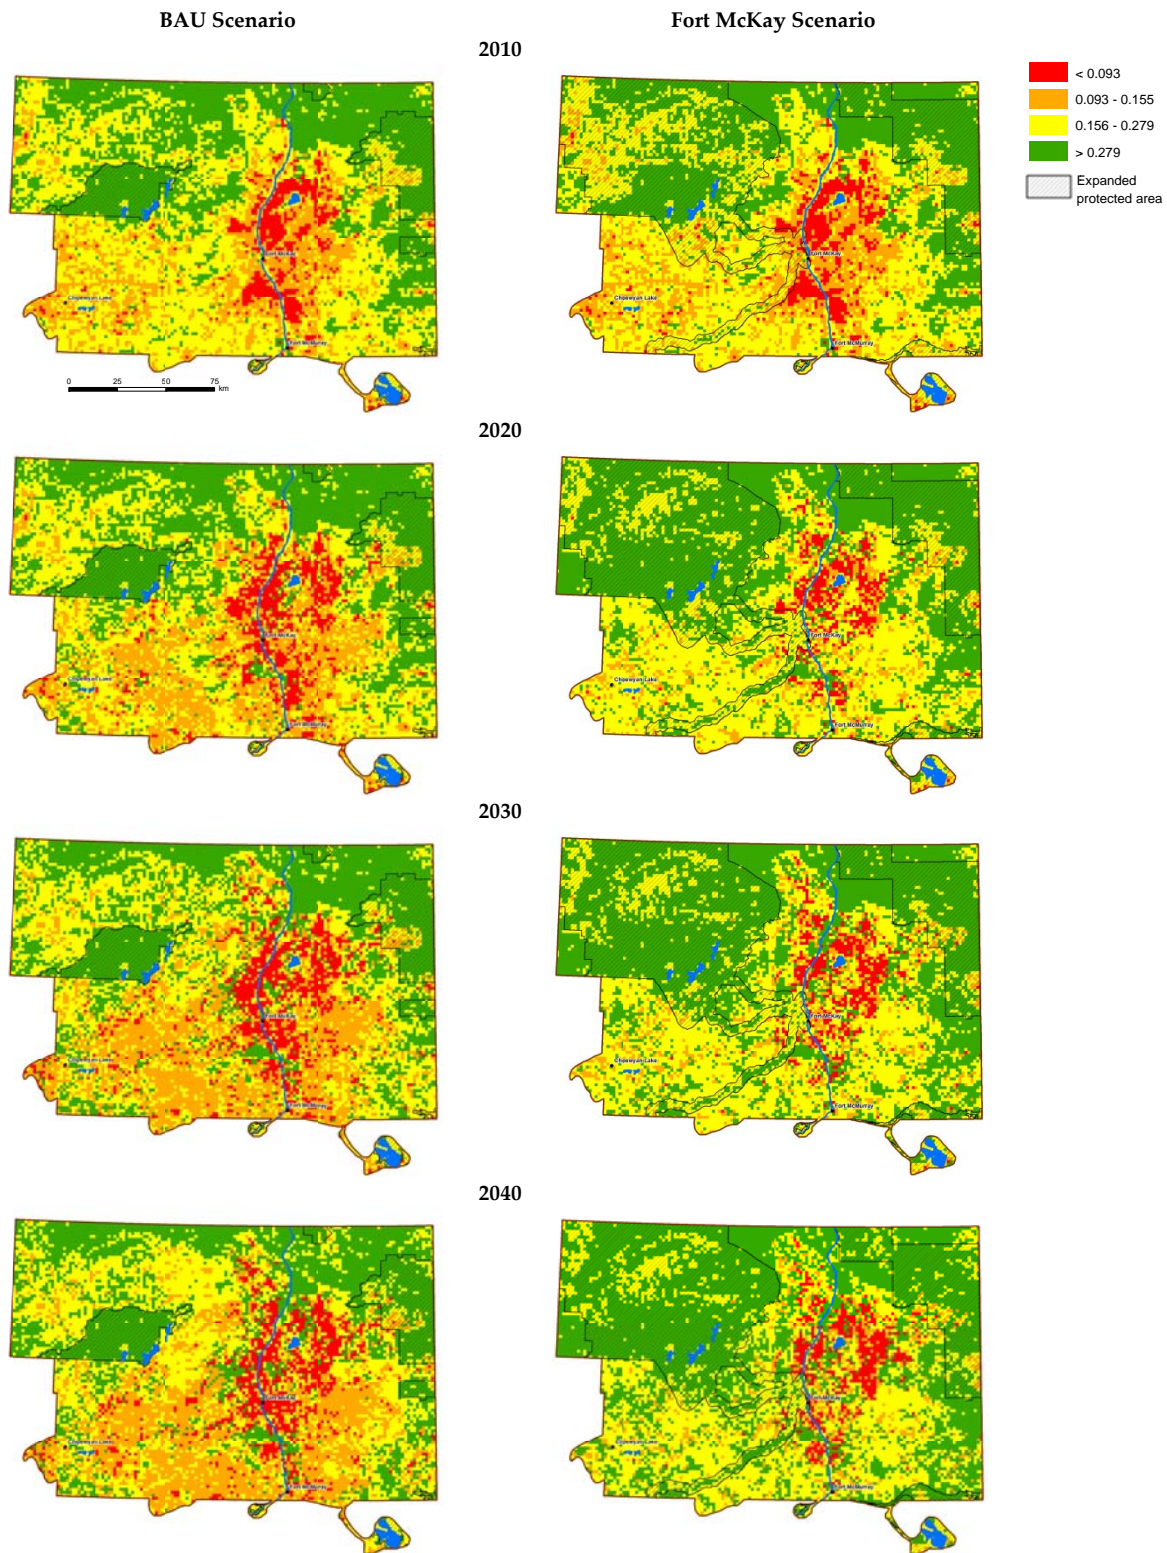 BAU Scenario
Fort McKay Scenario
2010
< 0.093
0.093 - 0.155
0.156 - 0.279
> 0.279
Expanded
protected area
Fort McKay
Fort McKay
Chipewyan Lake
Chipewyan Lake
Fort McMurray
Fort McMurray
0 25 50 75
km
2020
Fort McKay
Fort McKay
Chipewyan Lake
Chipewyan Lake
Fort McMurray
Fort McMurray
2030
Fort McKay
Fort McKay
Chipewyan Lake
Chipewyan Lake
Fort McMurray
Fort McMurray
2040
Fort McKay
Fort McKay
Chipewyan Lake
Chipewyan Lake
Fort McMurray
Fort McMurray